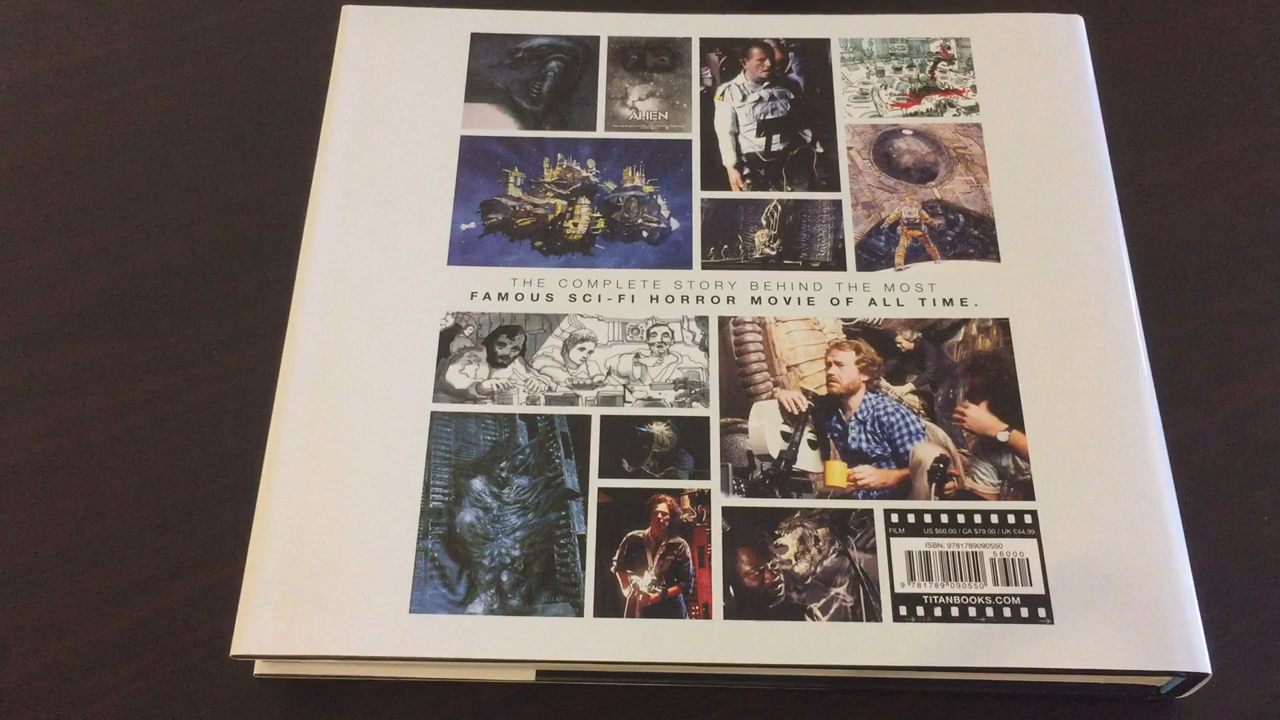 ALIEN
THE COMPLETE STORY BEHIND THE MOST
FAMOUS SCI-FI HORROR MOVIE OF ALL TIME.
FILM US $60.00 / CA $79.00 / UK £44.99
ISBN: 9781789090550
56000
9 781789 090550
TITANBOOKS.COM